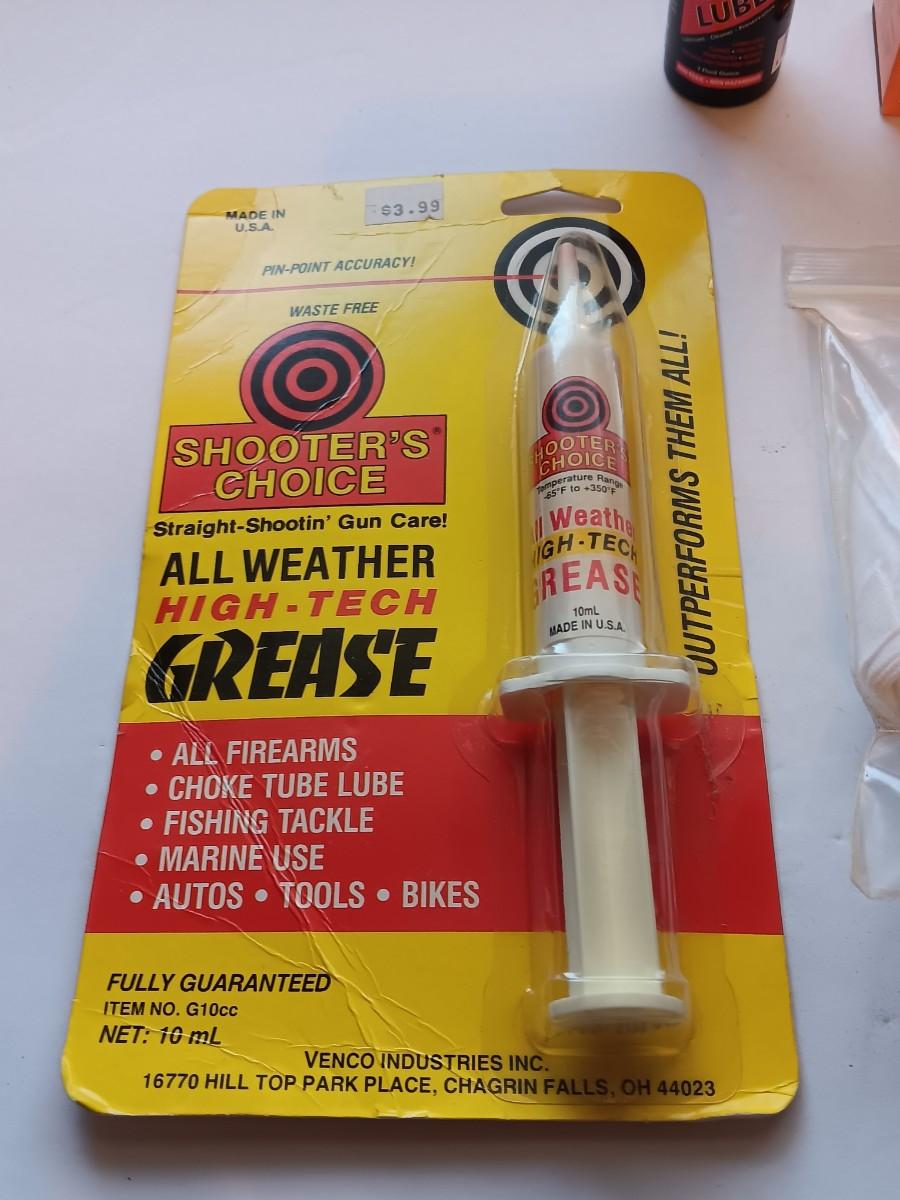 LUBE
MADE IN
U.S.A.
$3.99
PIN-POINT ACCURACY!
WASTE FREE
SHOOTER'S®
CHOICE
Straight-Shootin' Gun Care!
ALL WEATHER
HIGH-TECH
GREASE
• ALL FIREARMS
• CHOKE TUBE LUBE
• FISHING TACKLE
• MARINE USE
• AUTOS • TOOLS • BIKES
FULLY GUARANTEED
ITEM NO. G10cc
NET: 10 mL
VENCO INDUSTRIES INC.
16770 HILL TOP PARK PLACE, CHAGRIN FALLS, OH 44023
OUTPERFORMS THEM ALL!
SHOOTER'S
CHOICE
Temperature Range
-65°F to +350°F
All Weather
HIGH-TECH
GREASE
10mL
MADE IN U.S.A.